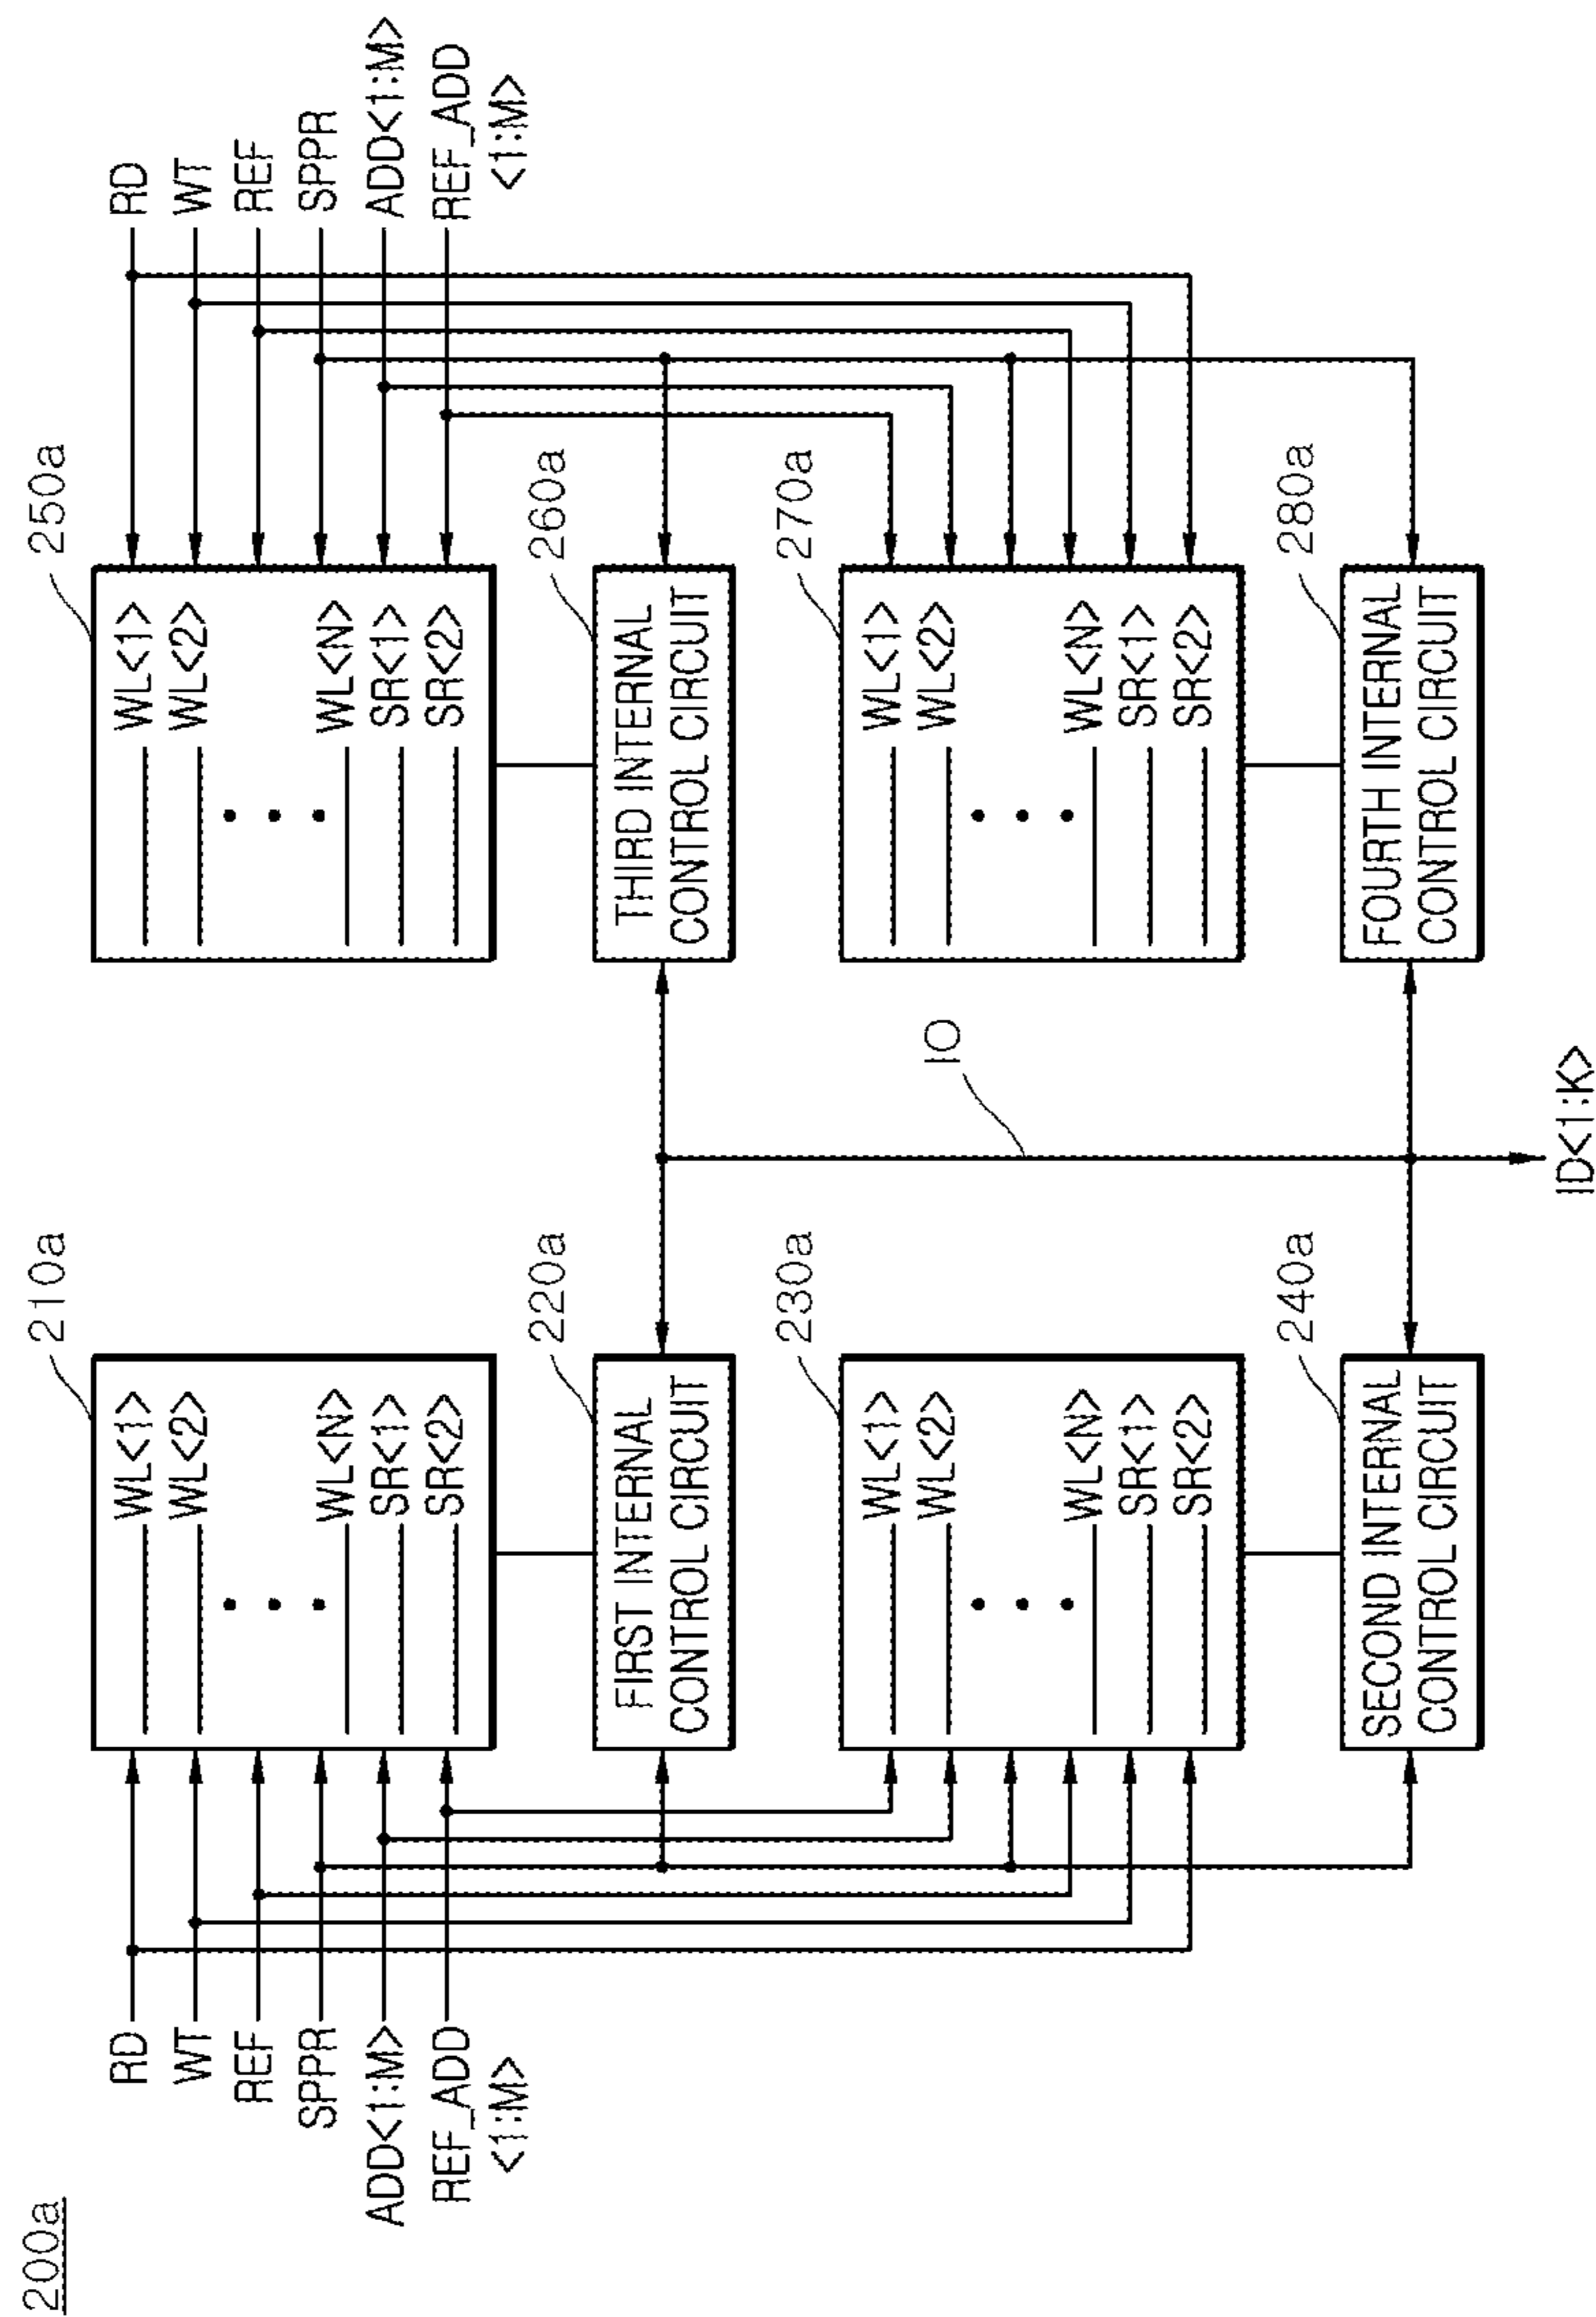 200a
RD
WT
REF
SPPR
ADD<1:M>
REF_ADD
<1:M>
210a
WL<1>
WL<2>
WL<N>
SR<1>
SR<2>
220a
FIRST INTERNAL
CONTROL CIRCUIT
230a
WL<1>
WL<2>
WL<N>
SR<1>
SR<2>
240a
SECOND INTERNAL
CONTROL CIRCUIT
IO
ID<1:K>
250a
WL<1>
WL<2>
WL<N>
SR<1>
SR<2>
260a
THIRD INTERNAL
CONTROL CIRCUIT
270a
WL<1>
WL<2>
WL<N>
SR<1>
SR<2>
280a
FOURTH INTERNAL
CONTROL CIRCUIT
RD
WT
REF
SPPR
ADD<1:M>
REF_ADD
<1:M>